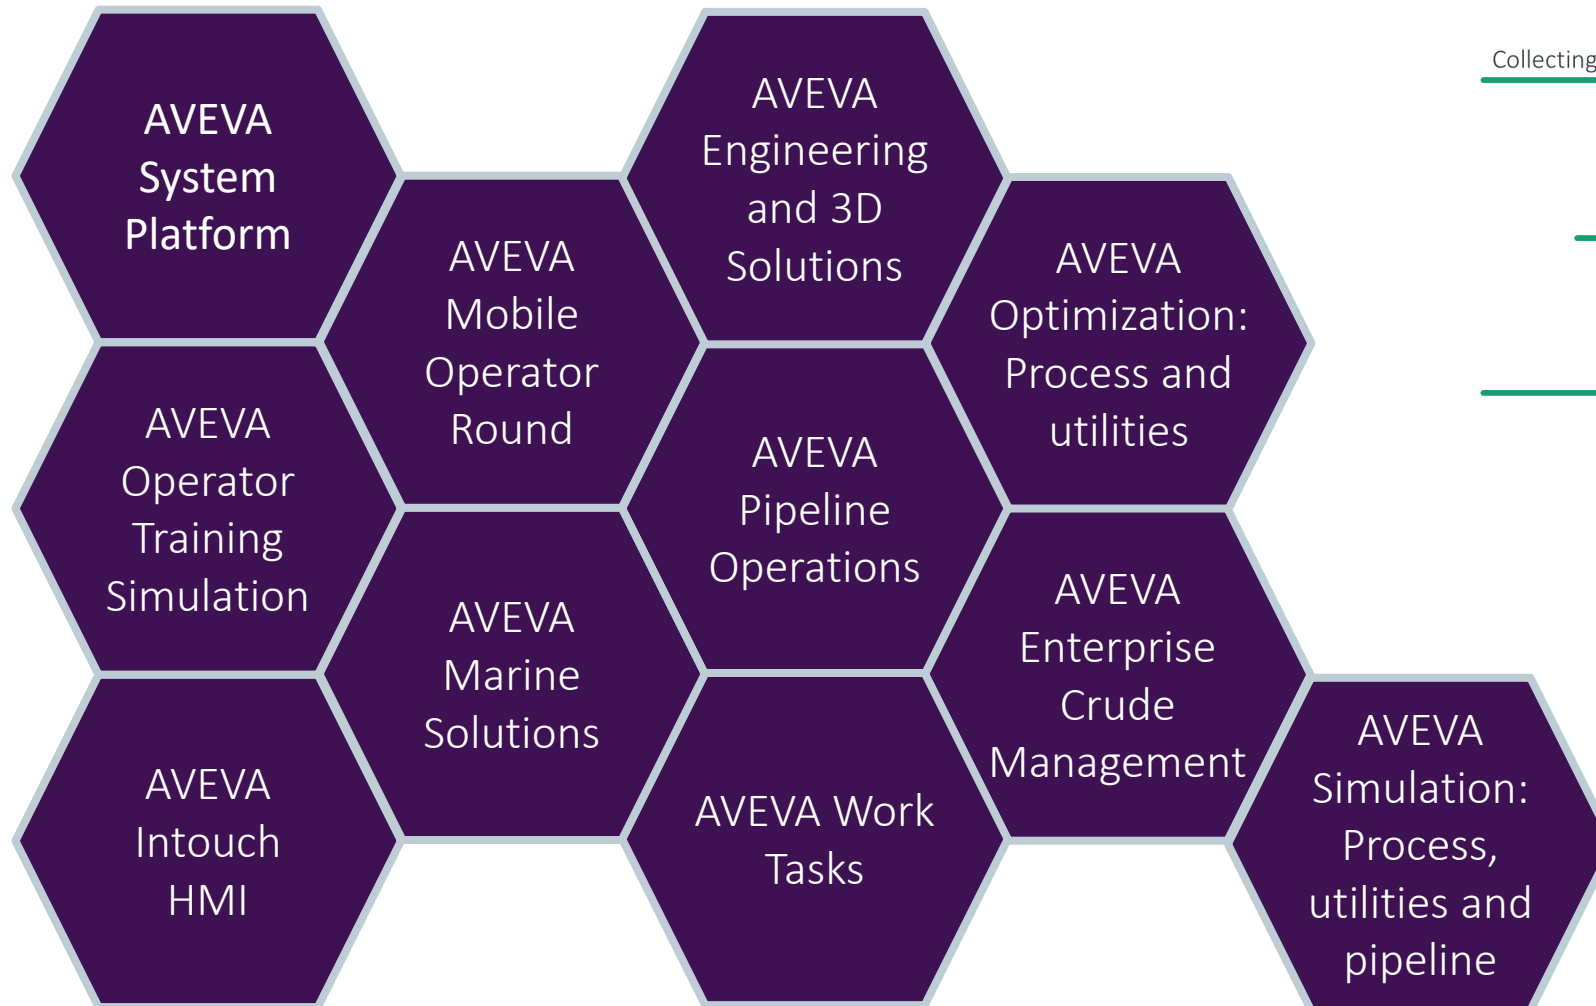 AVEVA
System
Platform
AVEVA
Operator
Training
Simulation
AVEVA
Intouch
HMI
AVEVA
Mobile
Operator
Round
AVEVA
Marine
Solutions
AVEVA
Engineering
and 3D
Solutions
AVEVA
Pipeline
Operations
AVEVA Work
Tasks
AVEVA
Optimization:
Process and
utilities
AVEVA
Enterprise
Crude
Management
AVEVA
Simulation:
Process,
utilities and
pipeline
Collecting